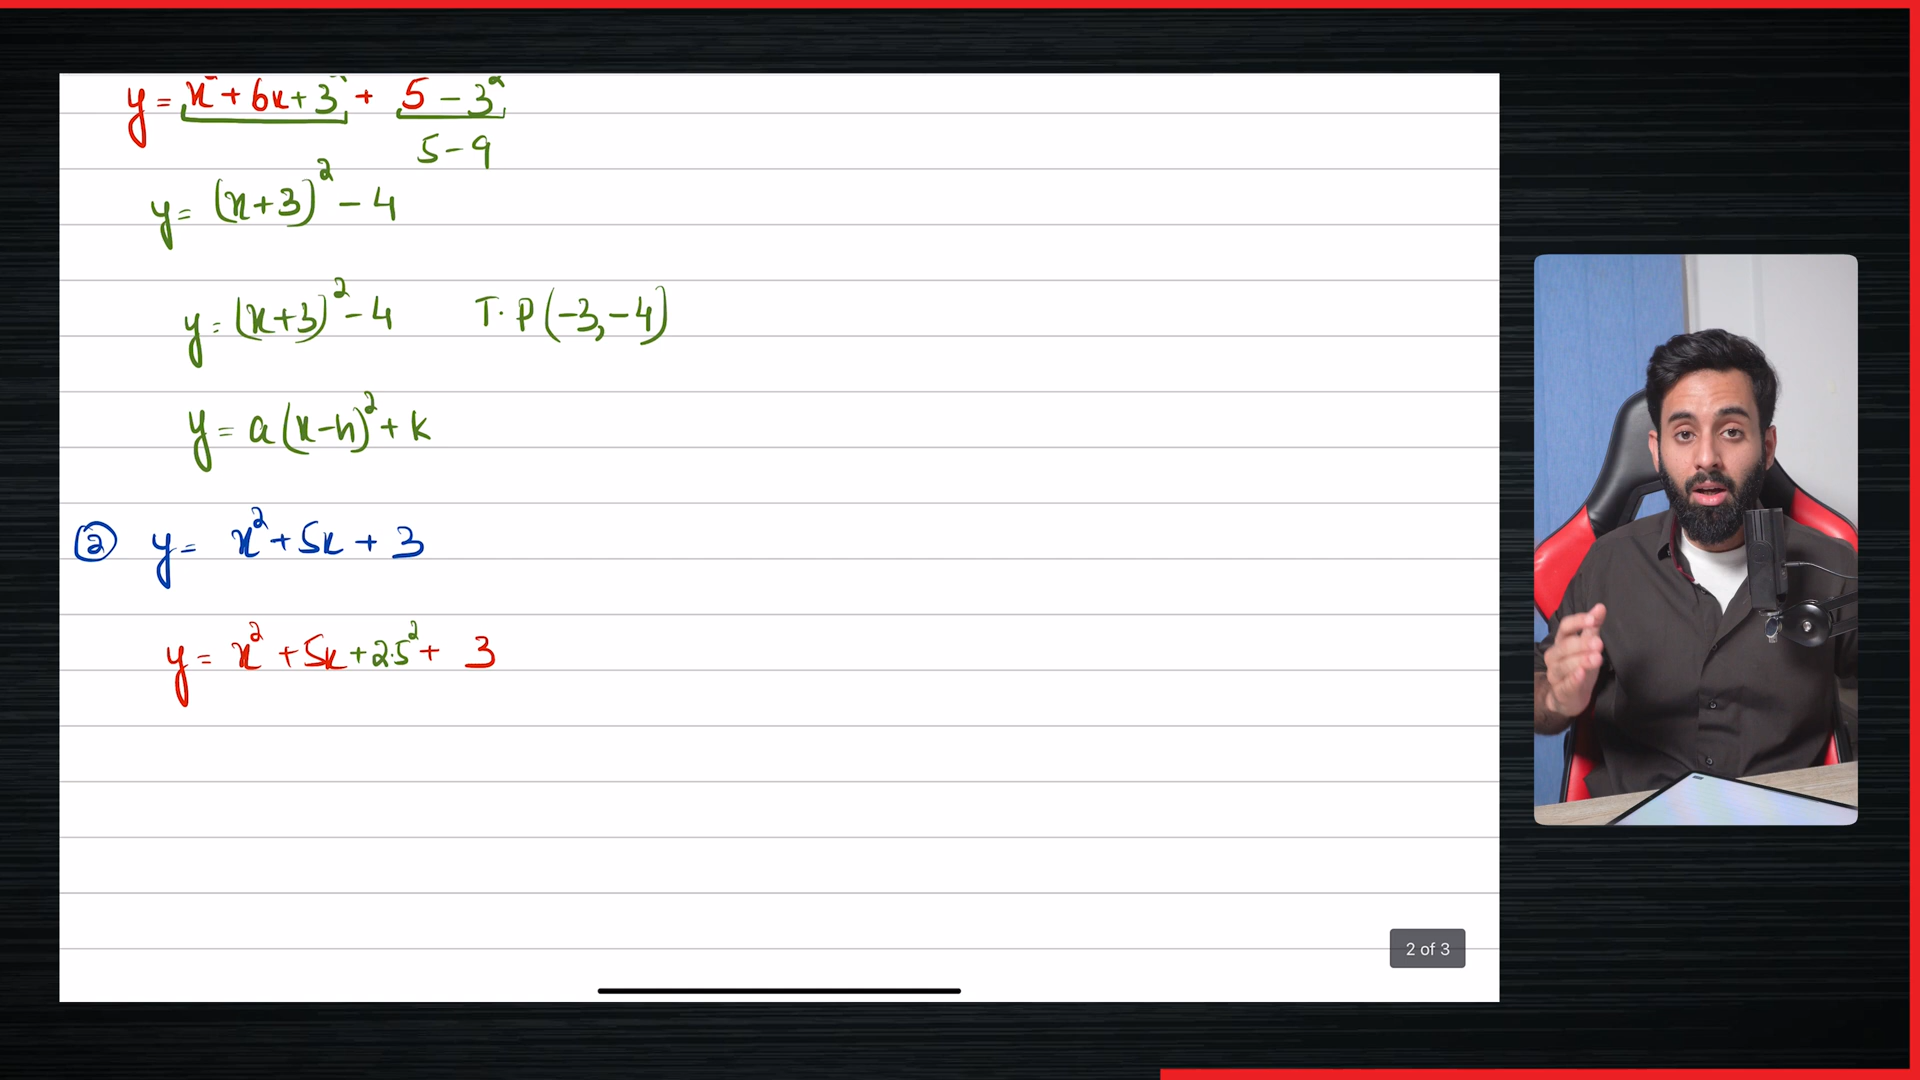 y = x² + 6x + 3² + 5 - 3²
5 - 9
y = (x+3)² - 4
y = (x+3)² - 4 T.P (-3, -4)
y = a(x-h)² + k
② y = x² + 5x + 3
y = x² + 5x + 2.5² + 3
2 of 3